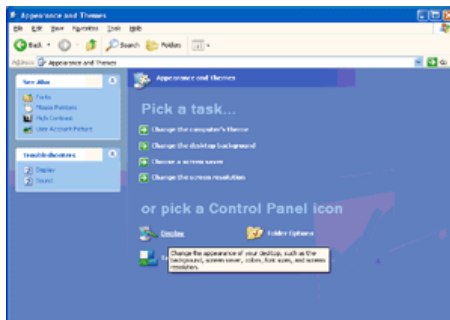 Appearance and Themes
File Edit View Favorites Tools Help
Back Search Folders
Address Appearance and Themes Go
See Also
Fonts
Mouse Pointers
High Contrast
User Account Picture
Troubleshooters
Display
Sound
Appearance and Themes
Pick a task...
Change the computer's theme
Change the desktop background
Choose a screen saver
Change the screen resolution
or pick a Control Panel icon
Display Folder Options
Change the appearance of your desktop, such as the
background, screen saver, colors, font sizes, and screen
resolution.